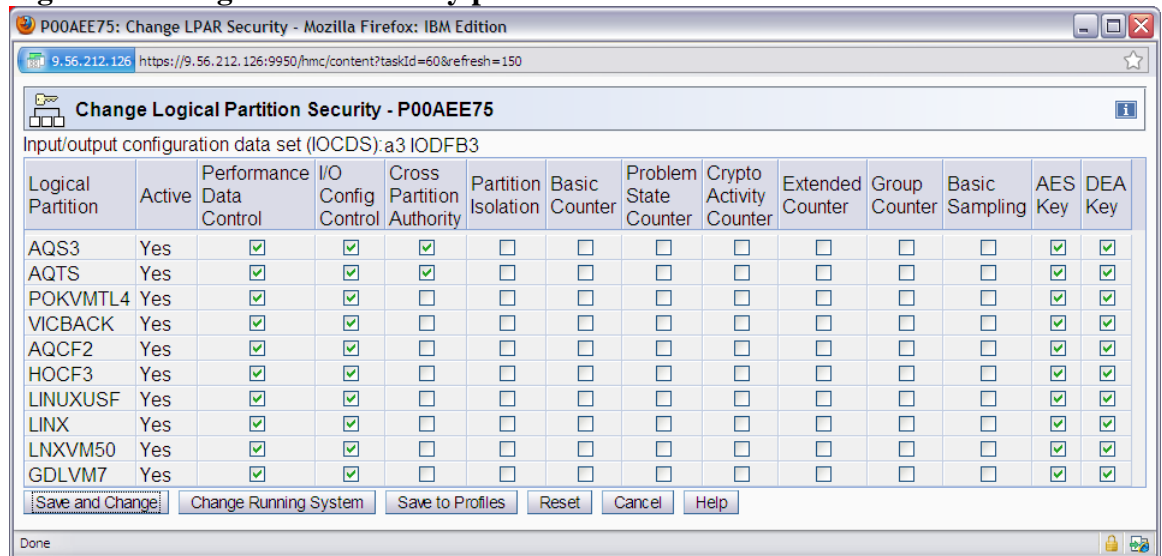 P00AEE75: Change LPAR Security - Mozilla Firefox: IBM Edition
9.56.212.126 https://9.56.212.126:9950/hmc/content?taskId=60&refresh=150
Change Logical Partition Security - P00AEE75
Input/output configuration data set (IOCDS): a3 IODFB3
Logical Partition Active Performance Data Control I/O Config Control Cross Partition Authority Partition Isolation Basic Counter Problem State Counter Crypto Activity Counter Extended Counter Group Counter Basic Sampling AES Key DEA Key
AQS3 Yes
AQTS Yes
POKVMTL4 Yes
VICBACK Yes
AQCF2 Yes
HOCF3 Yes
LINUXUSF Yes
LINX Yes
LNXVM50 Yes
GDLVM7 Yes
Save and Change Change Running System Save to Profiles Reset Cancel Help
Done